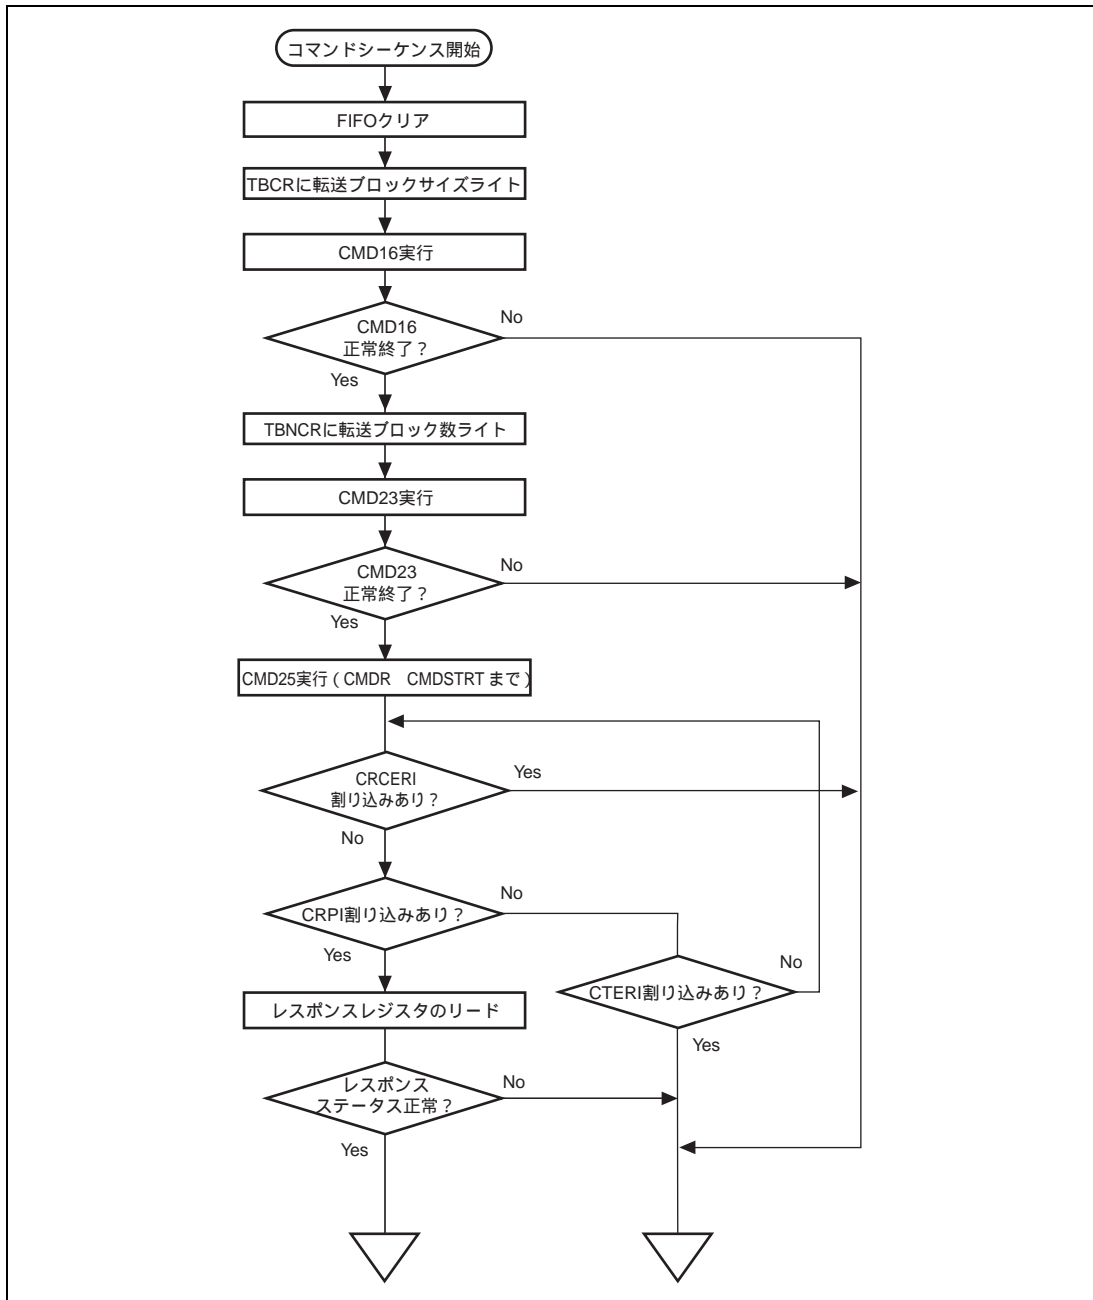 コマンドシーケンス開始
FIFOクリア
TBCRに転送ブロックサイズライト
CMD16実行
CMD16
正常終了？
No
Yes
TBNCRに転送ブロック数ライト
CMD23実行
CMD23
正常終了？
No
Yes
CMD25実行（CMDR　CMDSTRT まで）
CRCERI
割り込みあり？
Yes
No
CRPI割り込みあり？
No
Yes
CTERI割り込みあり？
No
Yes
レスポンスレジスタのリード
レスポンス
ステータス正常？
No
Yes